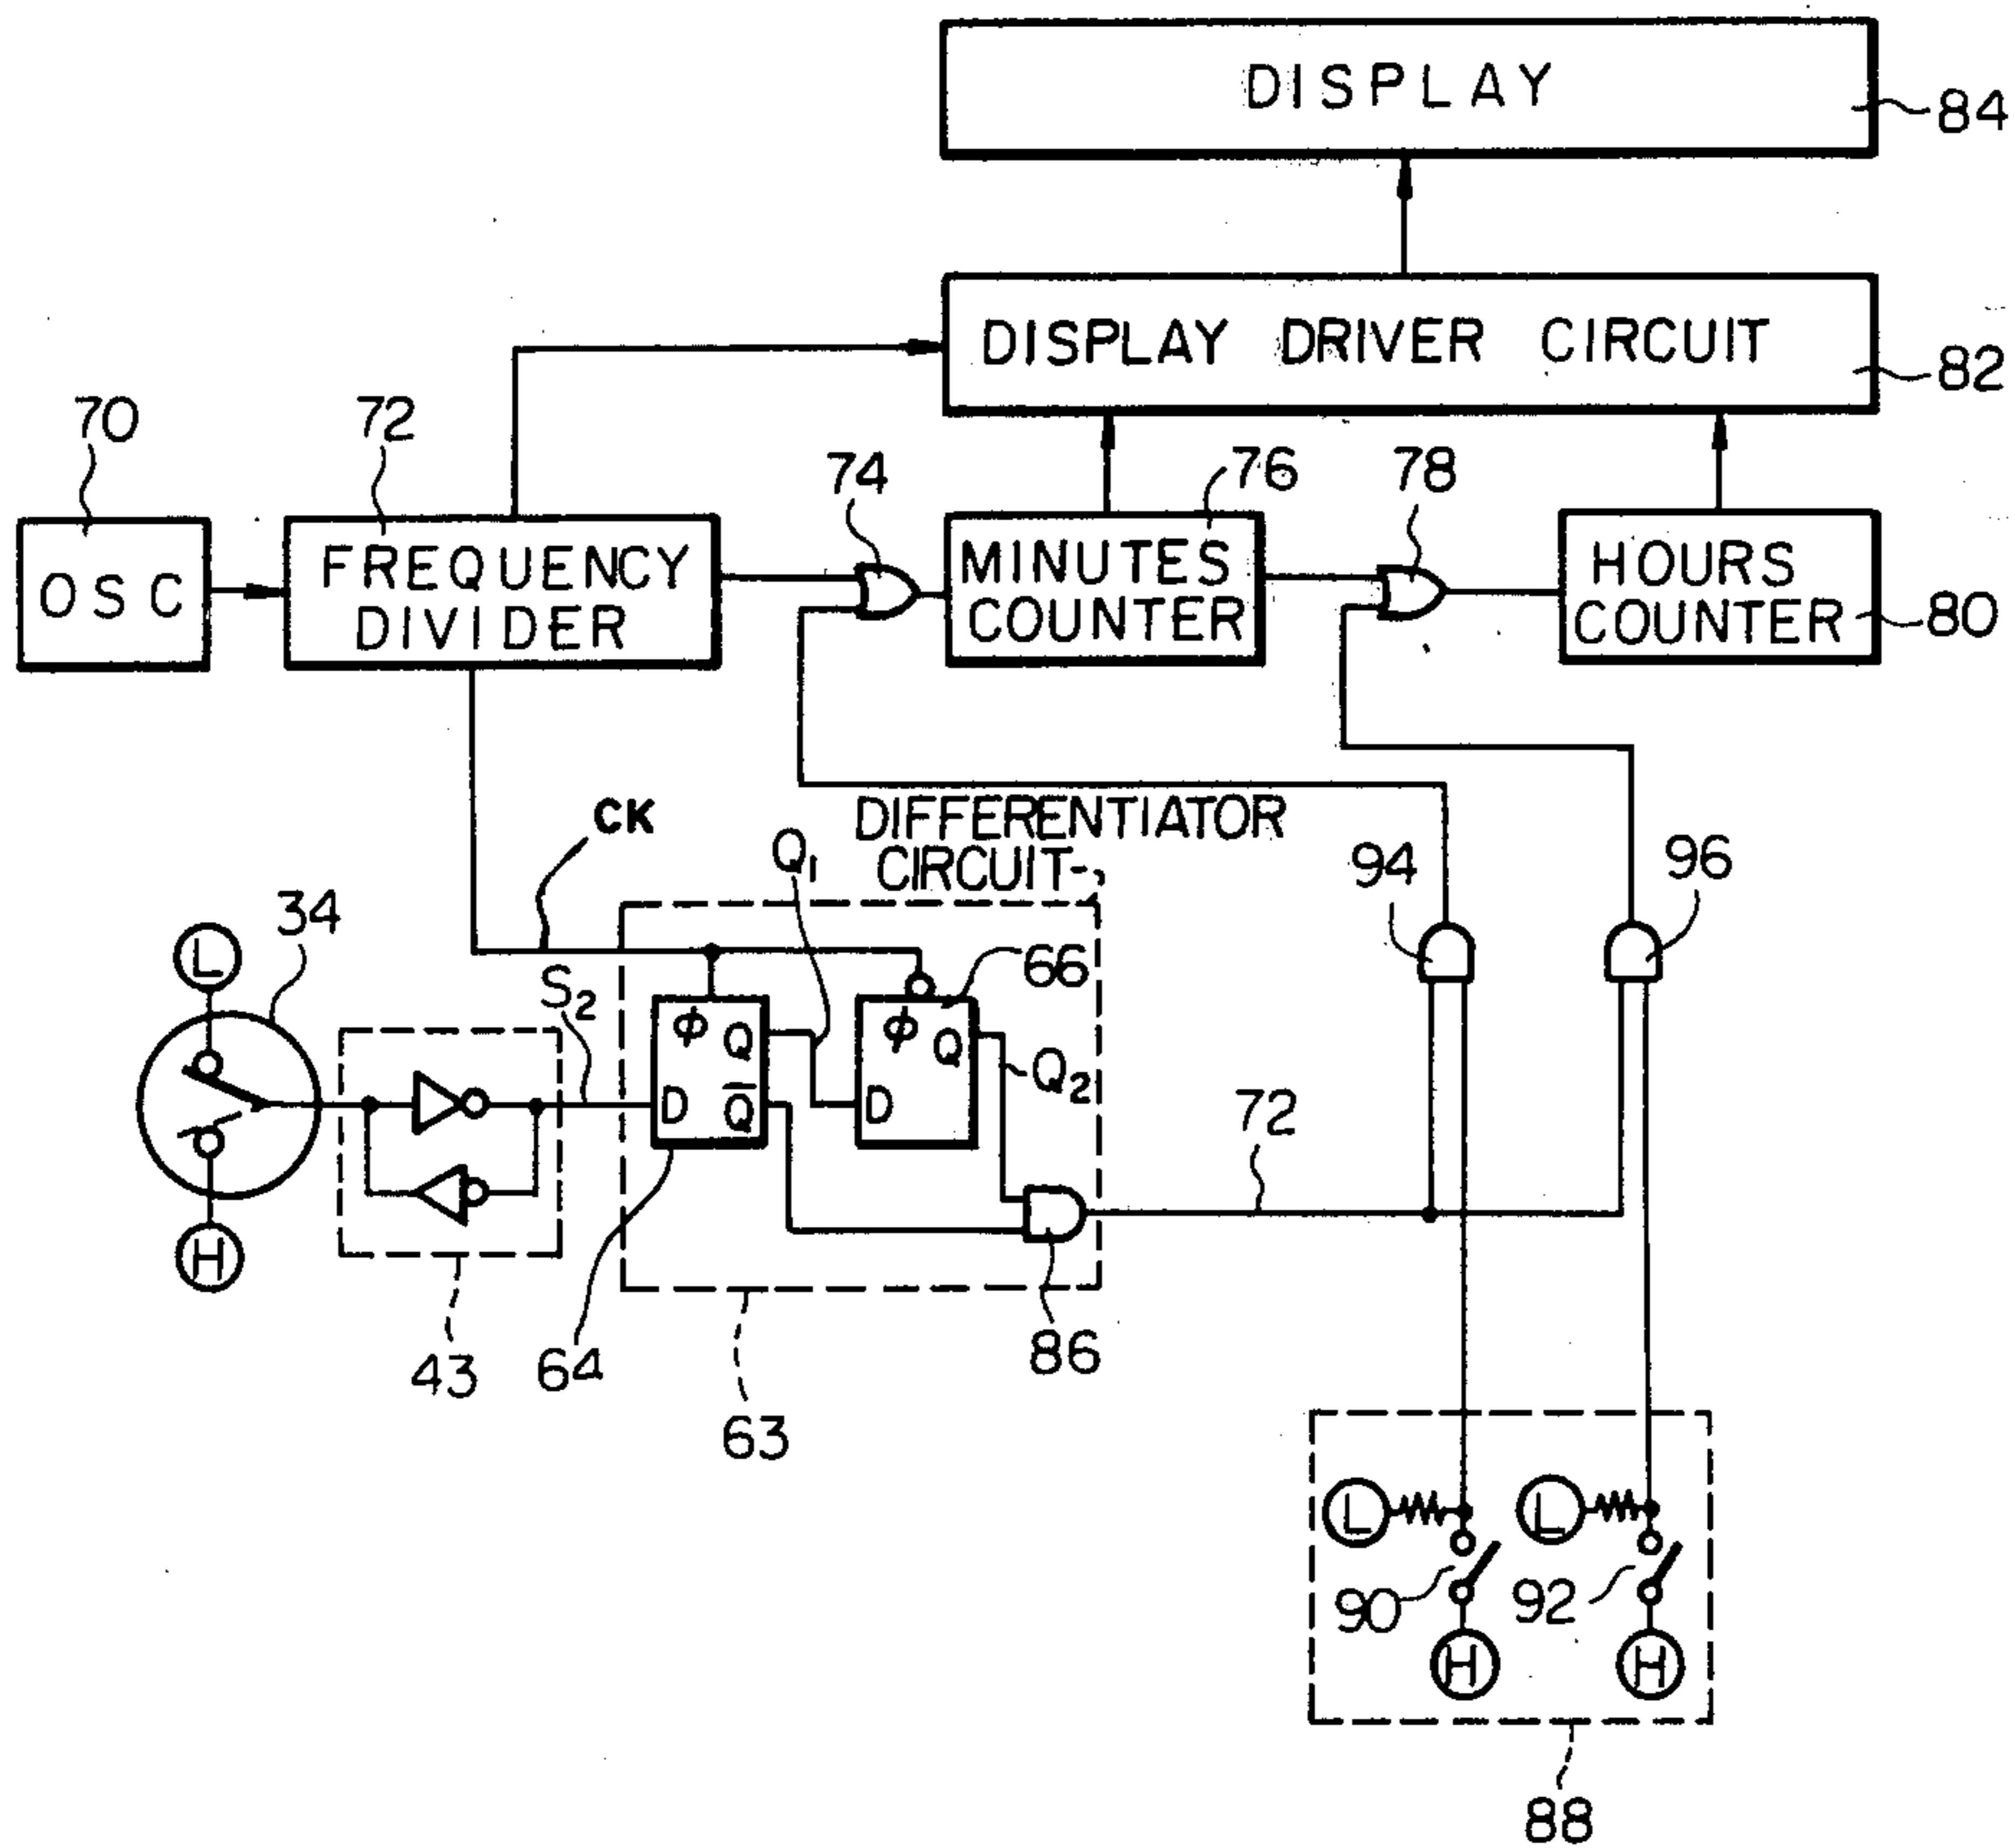 DISPLAY
84
DISPLAY DRIVER CIRCUIT
82
70
72
74
76
78
OSC
FREQUENCY
DIVIDER
MINUTES
COUNTER
HOURS
COUNTER
80
CK
DIFFERENTIATOR
CIRCUIT
Q1
94
96
34
L
S2
66
ϕ Q
D Q̅
ϕ Q
D
Q2
72
H
43
64
86
63
L
L
90
92
H
H
88